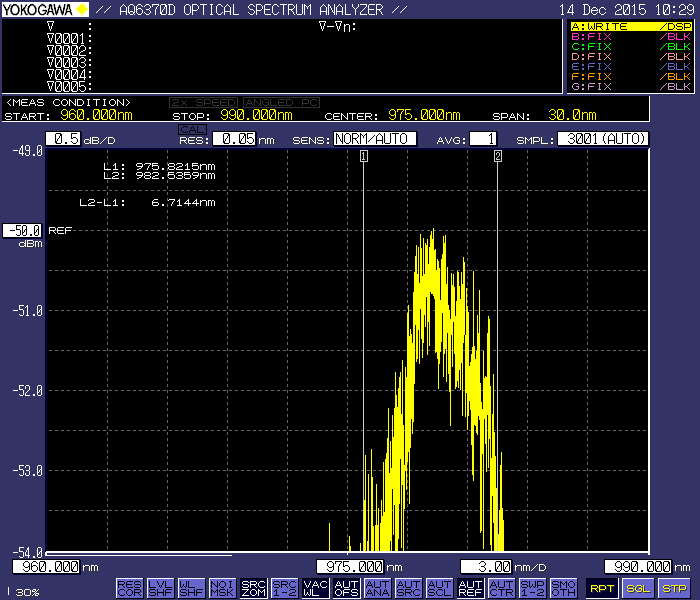 YOKOGAWA // AQ6370D OPTICAL SPECTRUM ANALYZER // 14 Dec 2015 10:29
▽ : ▽-▽n:
▽0001:
▽0002:
▽0003:
▽0004:
▽0005:
A:WRITE /DSP
B:FIX /BLK
C:FIX /BLK
D:FIX /BLK
E:FIX /BLK
F:FIX /BLK
G:FIX /BLK
<MEAS CONDITION> 2X SPEED ANGLED PC
START: 960.000nm STOP: 990.000nm CENTER: 975.000nm SPAN: 30.0nm
CAL
0.5 dB/D RES: 0.05 nm SENS: NORM/AUTO AVG: 1 SMPL: 3001(AUTO)
-49.0
1 2
L1: 975.8215nm
L2: 982.5359nm
L2-L1: 6.7144nm
-50.0 REF
dBm
-51.0
-52.0
-53.0
-54.0
960.000 nm 975.000 nm 3.00 nm/D 990.000 nm
30%
RES COR
LVL SHF
WL SHF
NOI MSK
SRC ZOM
SRC 1-2
VAC WL
AUT OFS
AUT ANA
AUT SRC
AUT SCL
AUT REF
AUT CTR
SWP 1-2
SMO OTH
RPT
SGL
STP